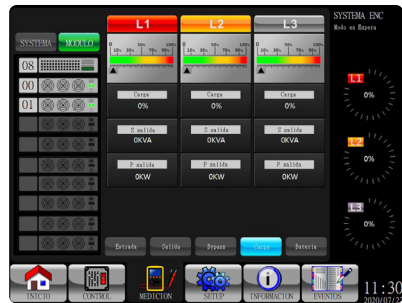 SYSTEMA ENC
Modo en Espera
SYSTEMA MODULO
L1 L2 L3
08
00
01
Carga Carga Carga
0% 0% 0%
S salida S salida S salida
0KVA 0KVA 0KVA
P salida P salida P salida
0KW 0KW 0KW
L1
0%
L2
0%
L3
0%
Entrada Salida Bypass Carga Bateria
INICIO CONTROL MEDICION SETUP INFORMACION EVENTOS
11:30